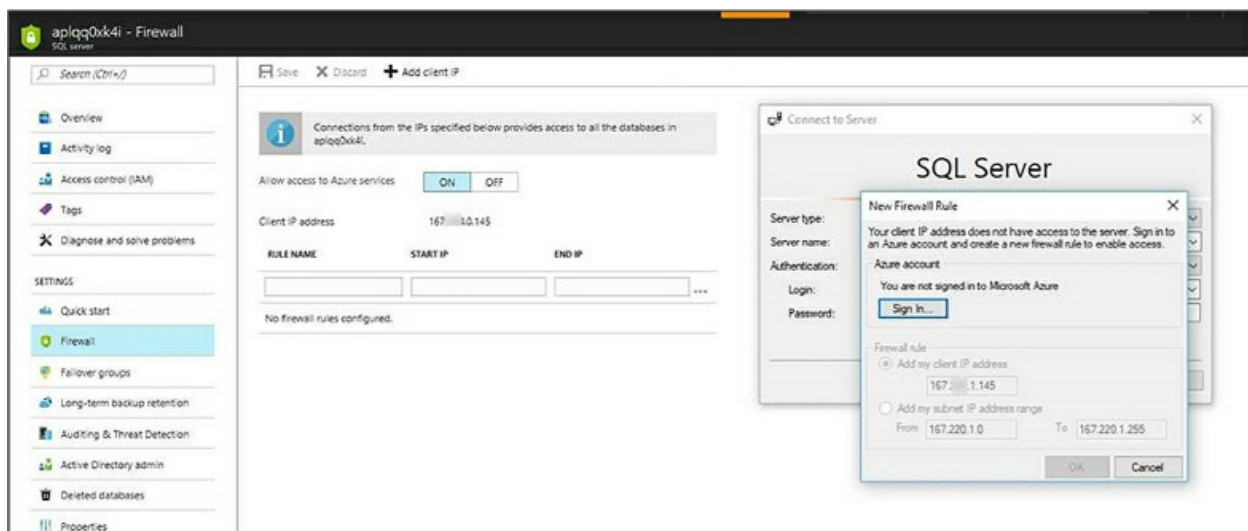 aplqq0xk4i - Firewall
SQL server
Search (Ctrl+/)
Overview
Activity log
Access control (IAM)
Tags
Diagnose and solve problems
SETTINGS
Quick start
Firewall
Failover groups
Long-term backup retention
Auditing & Threat Detection
Active Directory admin
Deleted databases
Properties
Save Discard Add client IP
Connections from the IPs specified below provides access to all the databases in
aplqq0xk4i.
Allow access to Azure services ON OFF
Client IP address 167. .0.145
RULE NAME START IP END IP
...
No firewall rules configured.
Connect to Server
SQL Server
Server type:
Server name:
Authentication:
Login:
Password:
New Firewall Rule
Your client IP address does not have access to the server. Sign in to
an Azure account and create a new firewall rule to enable access.
Azure account
You are not signed in to Microsoft Azure
Sign In...
Firewall rule
Add my client IP address
167. .1.145
Add my subnet IP address range
From 167.220.1.0 To 167.220.1.255
OK Cancel